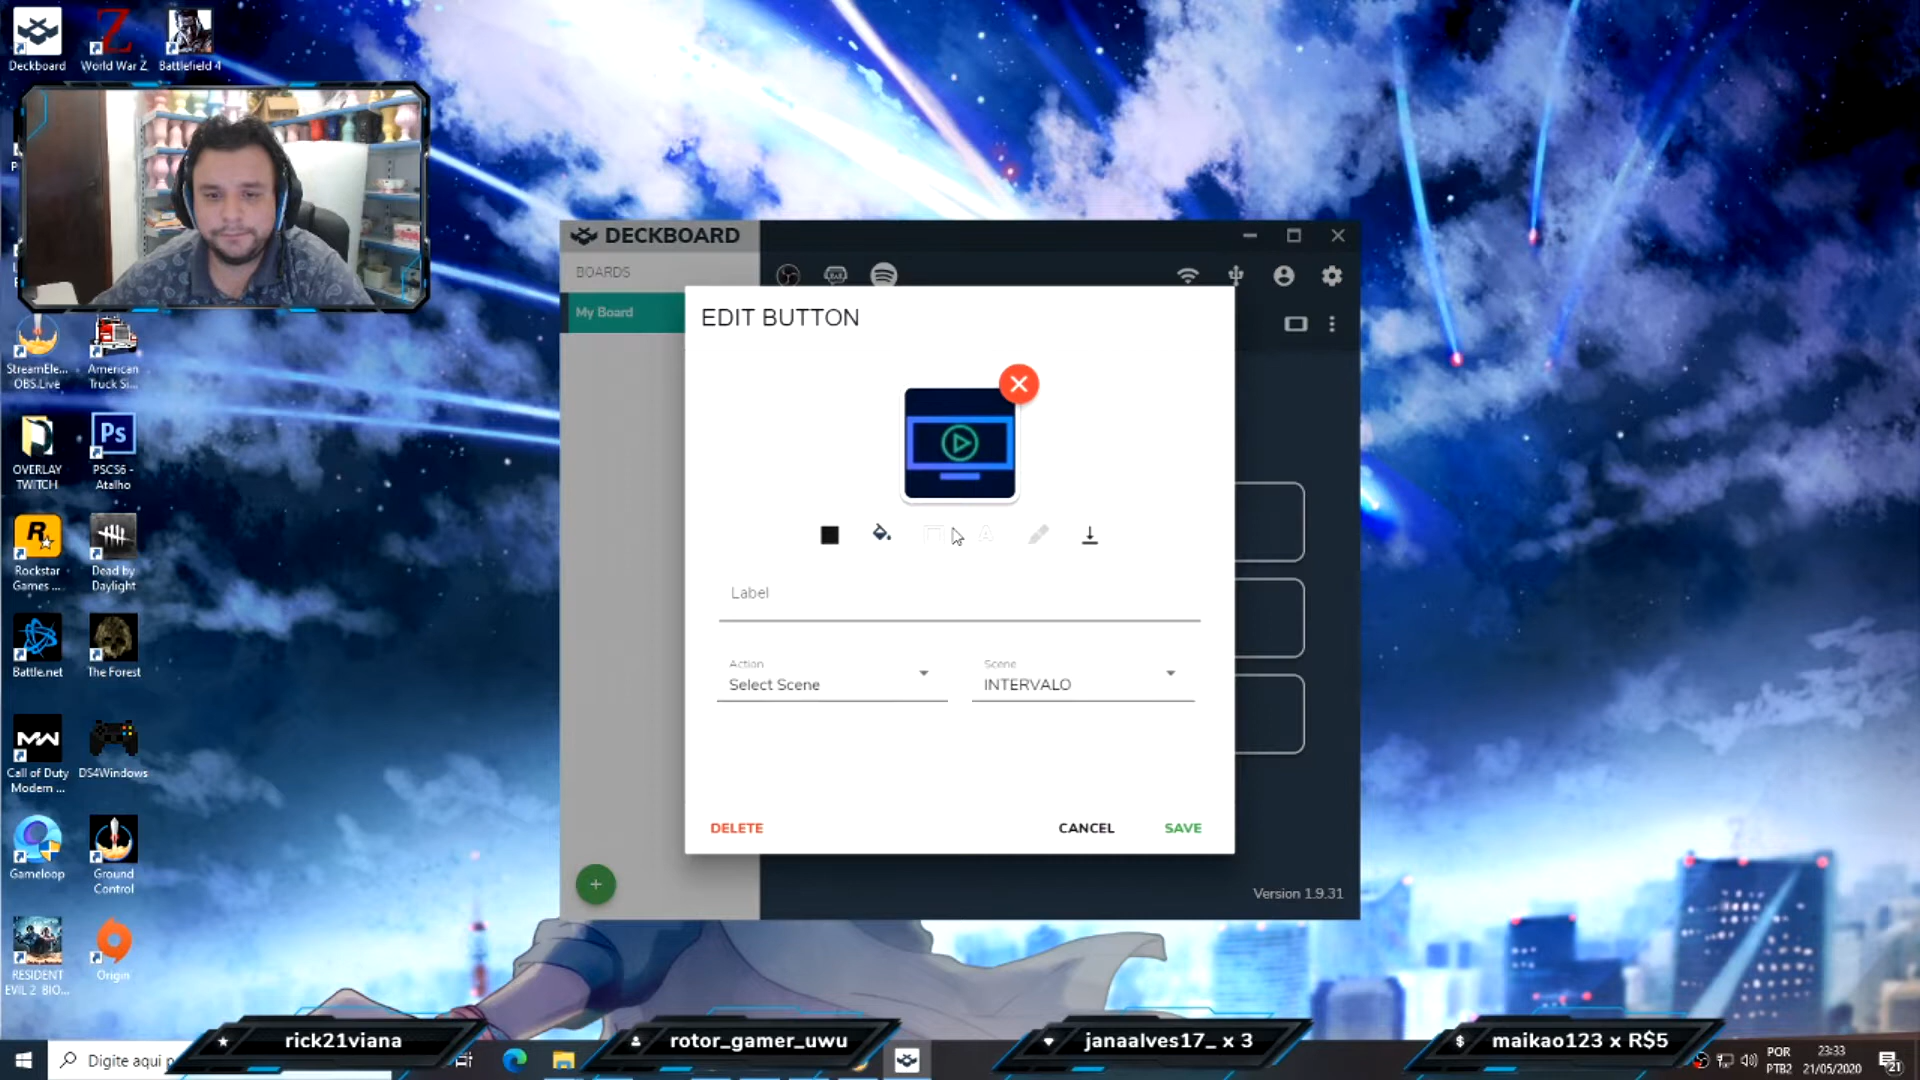 Deckboard
World War Z
Battlefield 4
StreamEle...
OBS.Live
American
Truck Si...
OVERLAY
TWITCH
Ps
PSCS6 -
Atalho
R
Rockstar
Games ...
Dead by
Daylight
Battle.net
The Forest
MW
Call of Duty
Modern ...
DS4Windows
Gameloop
Ground
Control
RESIDENT
EVIL 2 BIO...
Origin
DECKBOARD
BOARDS
My Board
EDIT BUTTON
A
Label
Action
Select Scene
Scene
INTERVALO
DELETE
CANCEL
SAVE
Version 1.9.31
rick21viana
rotor_gamer_uwu
janaalves17_ x 3
maikao123 x R$5
Digite aqui p
POR
PTB2
23:33
21/05/2020
21